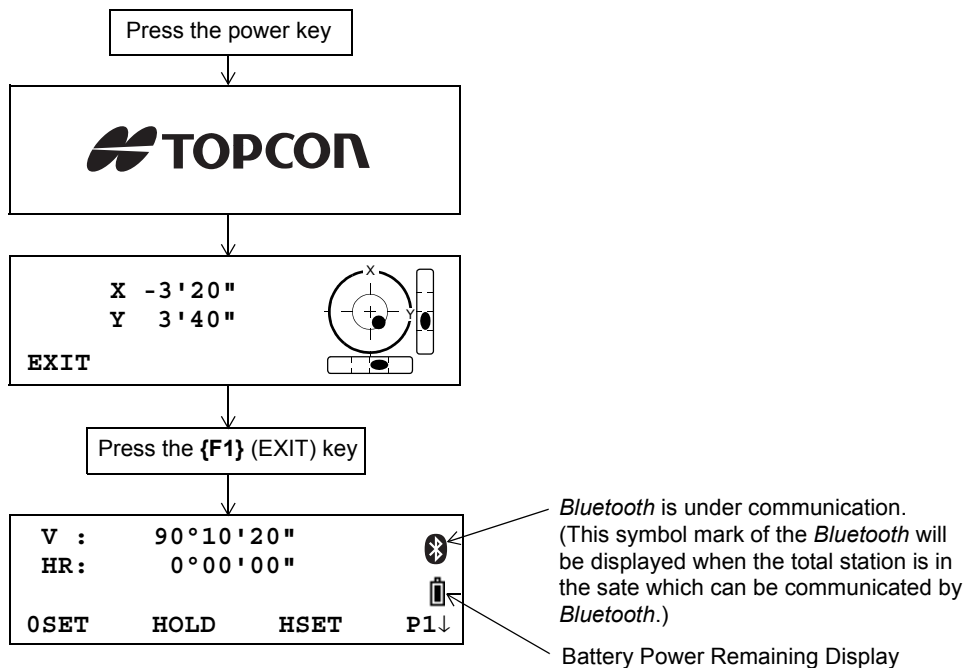 Press the power key
TOPCON
X -3'20"
Y 3'40"
X
Y
EXIT
Press the {F1} (EXIT) key
V : 90°10'20"
HR: 0°00'00"
0SET HOLD HSET P1↓
Bluetooth is under communication.
(This symbol mark of the Bluetooth will
be displayed when the total station is in
the sate which can be communicated by
Bluetooth.)
Battery Power Remaining Display